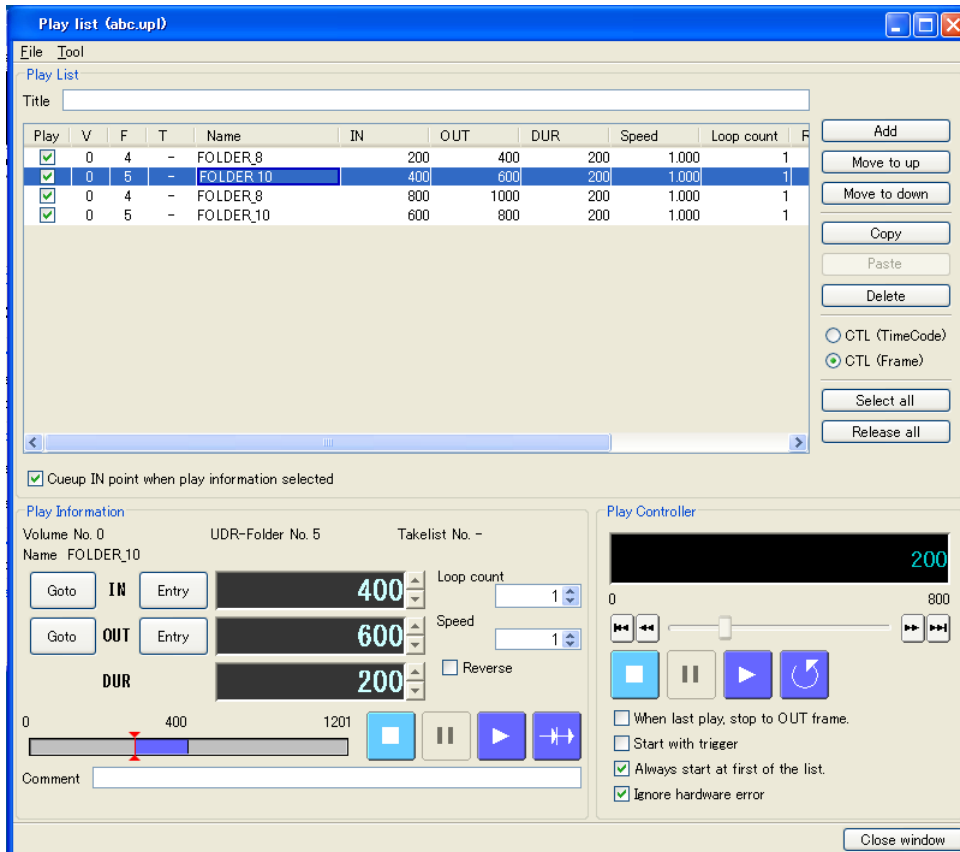 Play list (abc.upl)
File Tool
Play List
Title
Play V F T Name IN OUT DUR Speed Loop count R
0 4 - FOLDER_8 200 400 200 1.000 1
0 5 - FOLDER_10 400 600 200 1.000 1
0 4 - FOLDER_8 800 1000 200 1.000 1
0 5 - FOLDER_10 600 800 200 1.000 1
Add
Move to up
Move to down
Copy
Paste
Delete
CTL (TimeCode)
CTL (Frame)
Select all
Release all
Cueup IN point when play information selected
Play Information
Volume No. 0 UDR-Folder No. 5 Takelist No. -
Name FOLDER_10
Goto IN Entry 400 Loop count 1
Goto OUT Entry 600 Speed 1
DUR 200 Reverse
0 400 1201
Comment
Play Controller
200
0 800
When last play, stop to OUT frame.
Start with trigger
Always start at first of the list.
Ignore hardware error
Close window